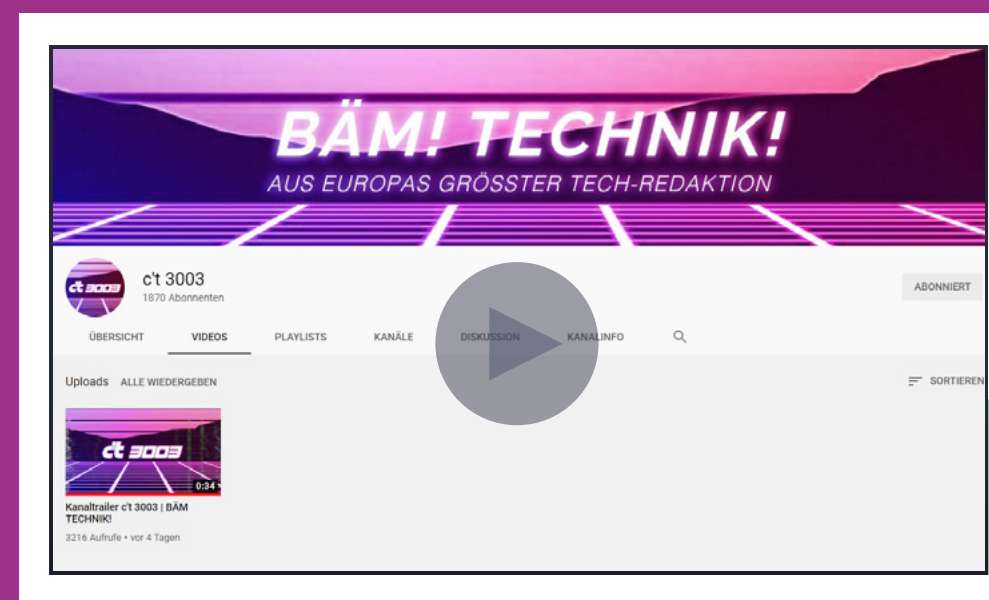 BÄM! TECHNIK!
AUS EUROPAS GRÖSSTER TECH-REDAKTION
c't 3003
c't 3003
1870 Abonnenten
ABONNIERT
ÜBERSICHT VIDEOS PLAYLISTS KANÄLE DISKUSSION KANALINFO
Uploads ALLE WIEDERGEBEN
SORTIEREN
c't 3003
0:34
Kanaltrailer c't 3003 | BÄM
TECHNIK!
3216 Aufrufe • vor 4 Tagen